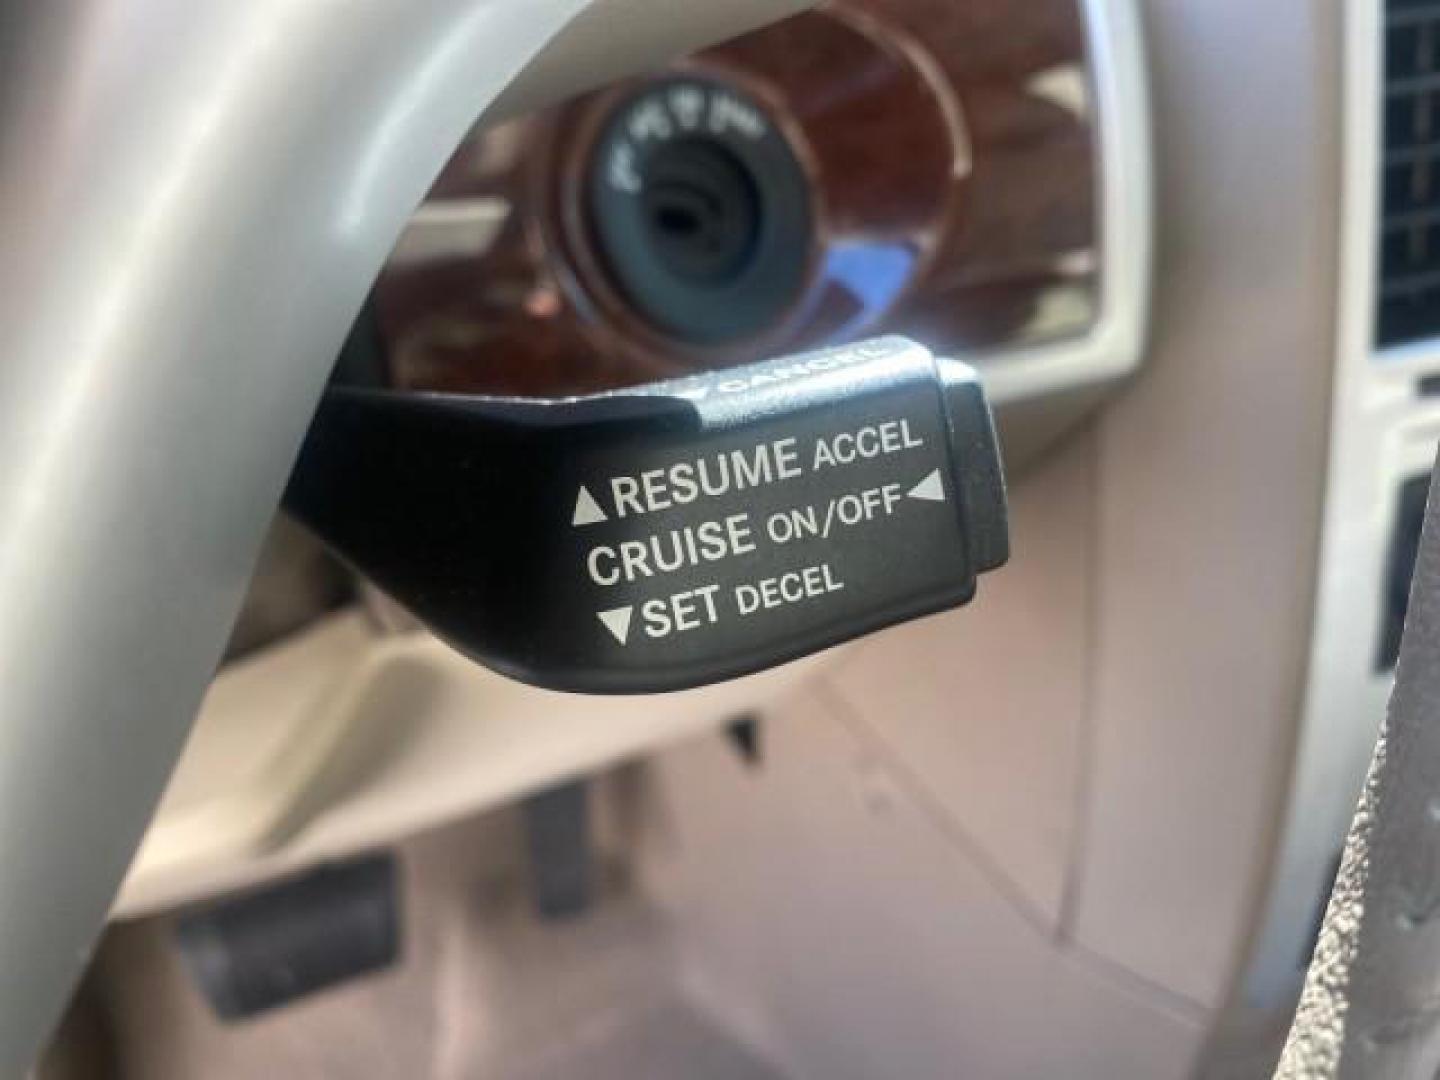 CANCEL
▲RESUME ACCEL
CRUISE ON/OFF◀
▼SET DECEL